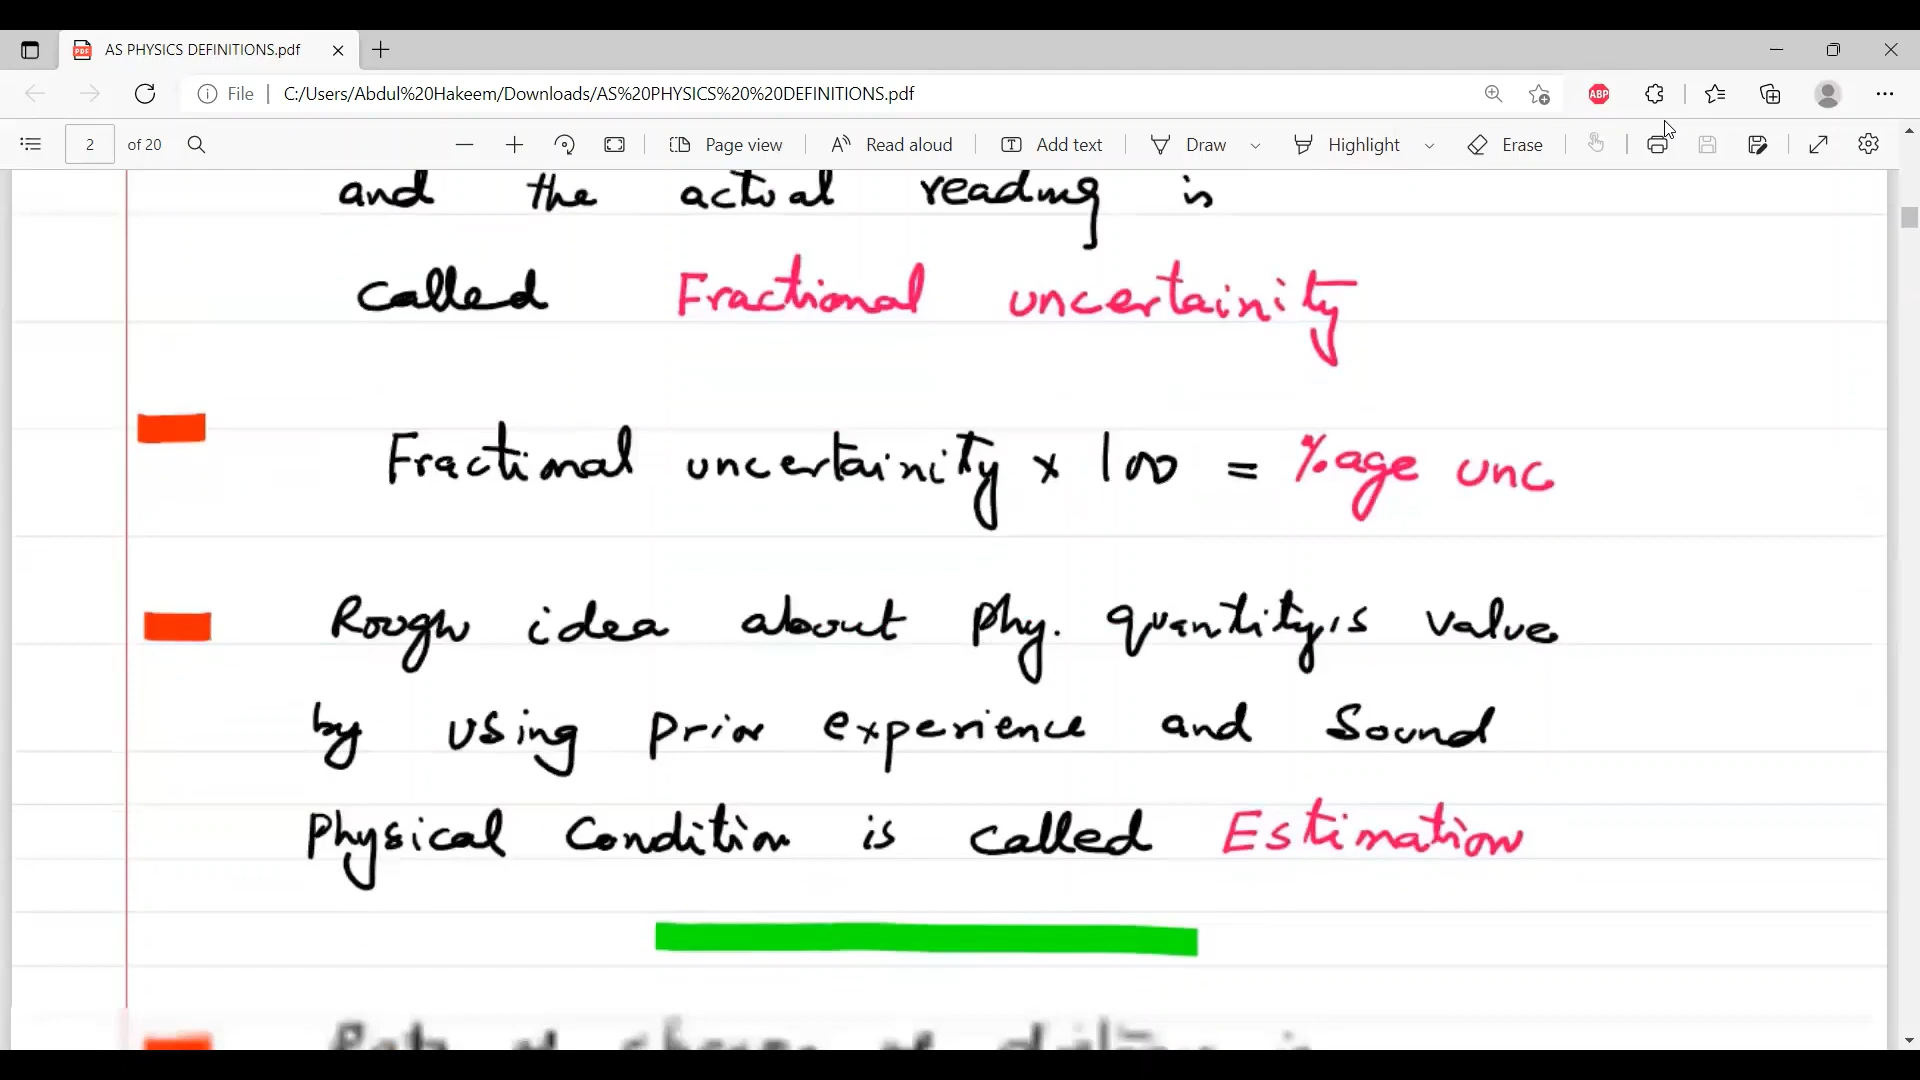 AS PHYSICS DEFINITIONS.pdf
File C:/Users/Abdul%20Hakeem/Downloads/AS%20PHYSICS%20%20DEFINITIONS.pdf ABP
2 of 20 Page view Read aloud Add text Draw Highlight Erase
and the actual reading is
called Fractional uncertainity
Fractional uncertainity x 100 = %age unc
Rough idea about Phy. quantity's value
by using Prior experience and Sound
Physical Condition is called Estimation